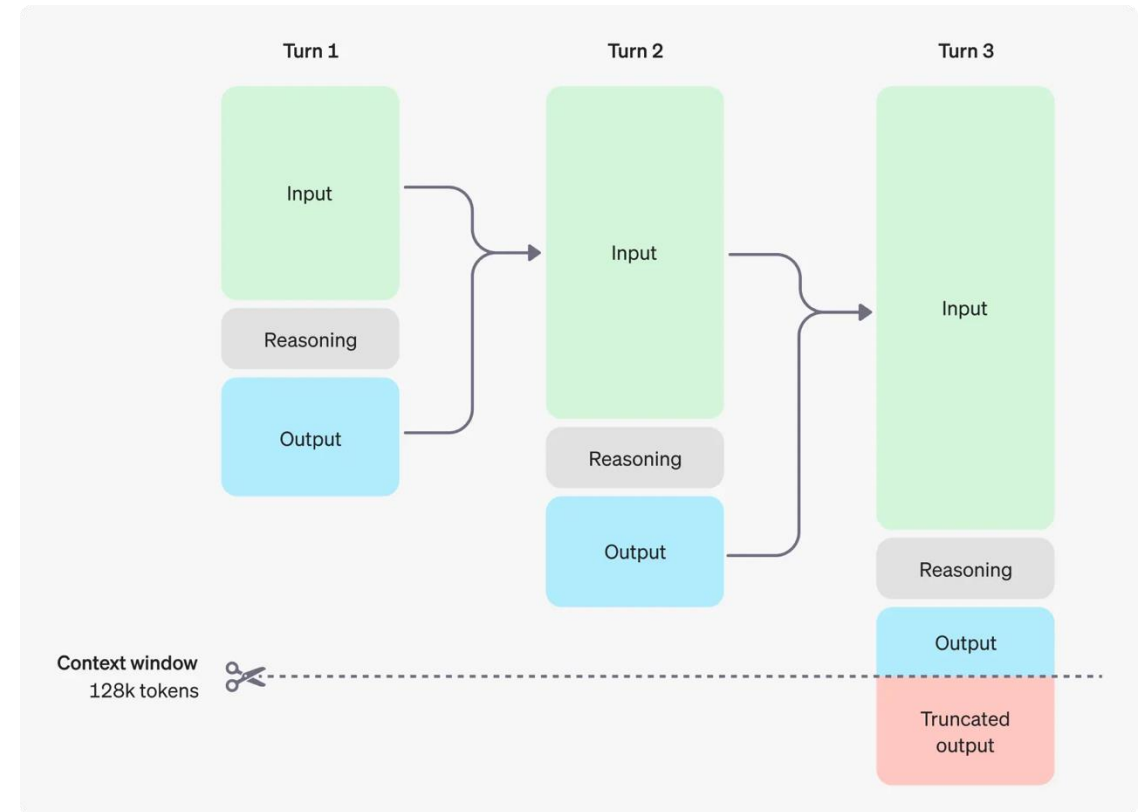 Turn 1
Turn 2
Turn 3
Input
Input
Input
Reasoning
Output
Reasoning
Output
Reasoning
Output
Context window
128k tokens
Truncated
output